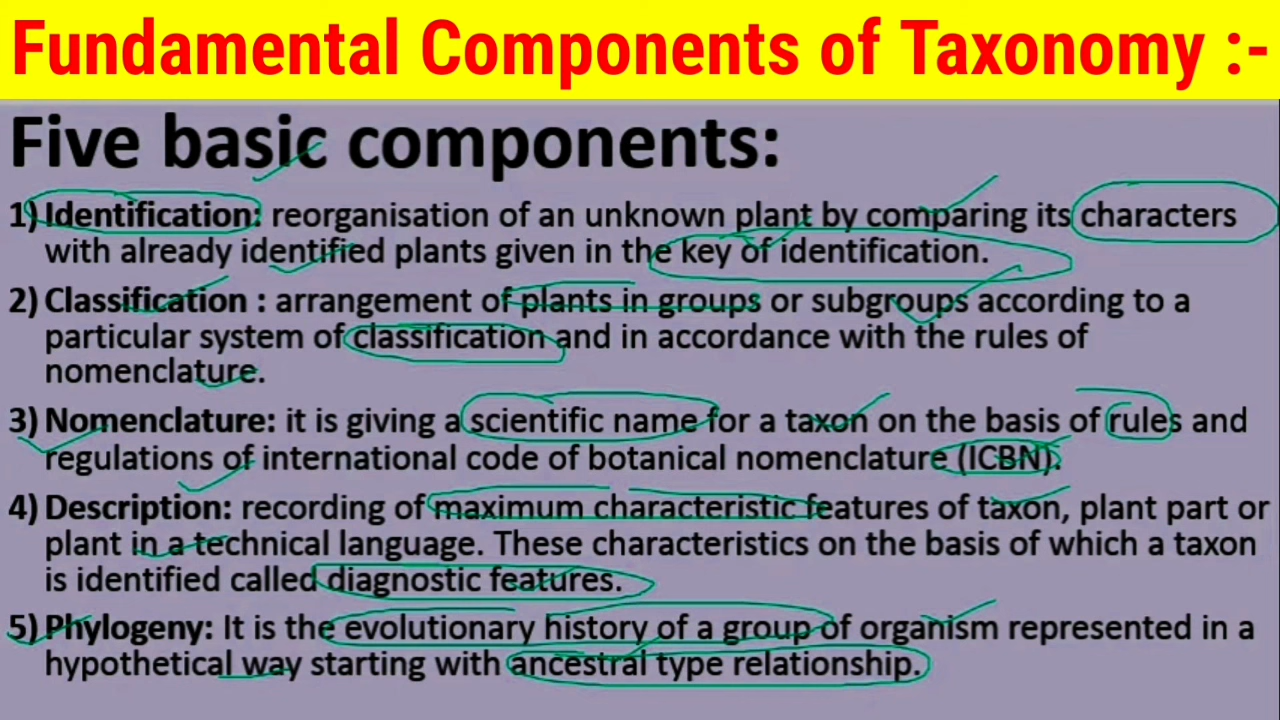 Fundamental Components of Taxonomy :-
Five basic components:
1) Identification: reorganisation of an unknown plant by comparing its characters
with already identified plants given in the key of identification.
2) Classification : arrangement of plants in groups or subgroups according to a
particular system of classification and in accordance with the rules of
nomenclature.
3) Nomenclature: it is giving a scientific name for a taxon on the basis of rules and
regulations of international code of botanical nomenclature (ICBN).
4) Description: recording of maximum characteristic features of taxon, plant part or
plant in a technical language. These characteristics on the basis of which a taxon
is identified called diagnostic features.
5) Phylogeny: It is the evolutionary history of a group of organism represented in a
hypothetical way starting with ancestral type relationship.